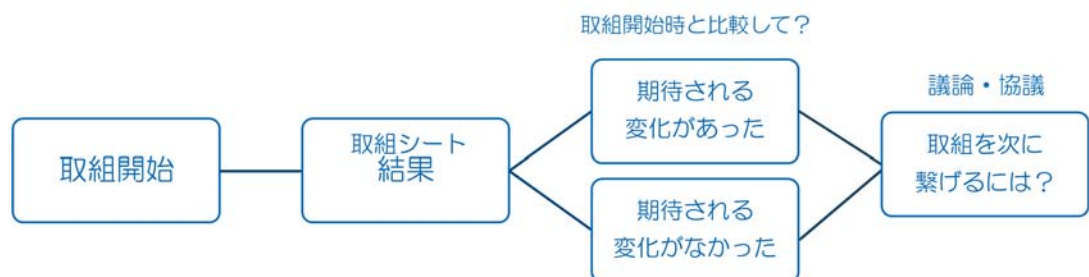 取組開始
取組シート
結果
取組開始時と比較して？
期待される
変化があった
期待される
変化がなかった
議論・協議
取組を次に
繋げるには？